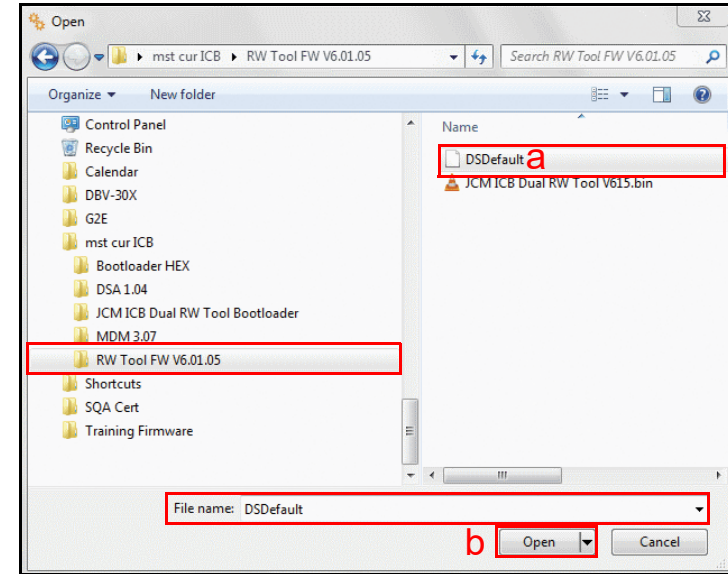 Open
mst cur ICB RW Tool FW V6.01.05
Search RW Tool FW V6.01.05
Organize New folder
Control Panel
Recycle Bin
Calendar
DBV-30X
G2E
mst cur ICB
Bootloader HEX
DSA 1.04
JCM ICB Dual RW Tool Bootloader
MDM 3.07
RW Tool FW V6.01.05
Shortcuts
SQA Cert
Training Firmware
Name
DSDefault a
JCM ICB Dual RW Tool V615.bin
File name: DSDefault
b Open Cancel